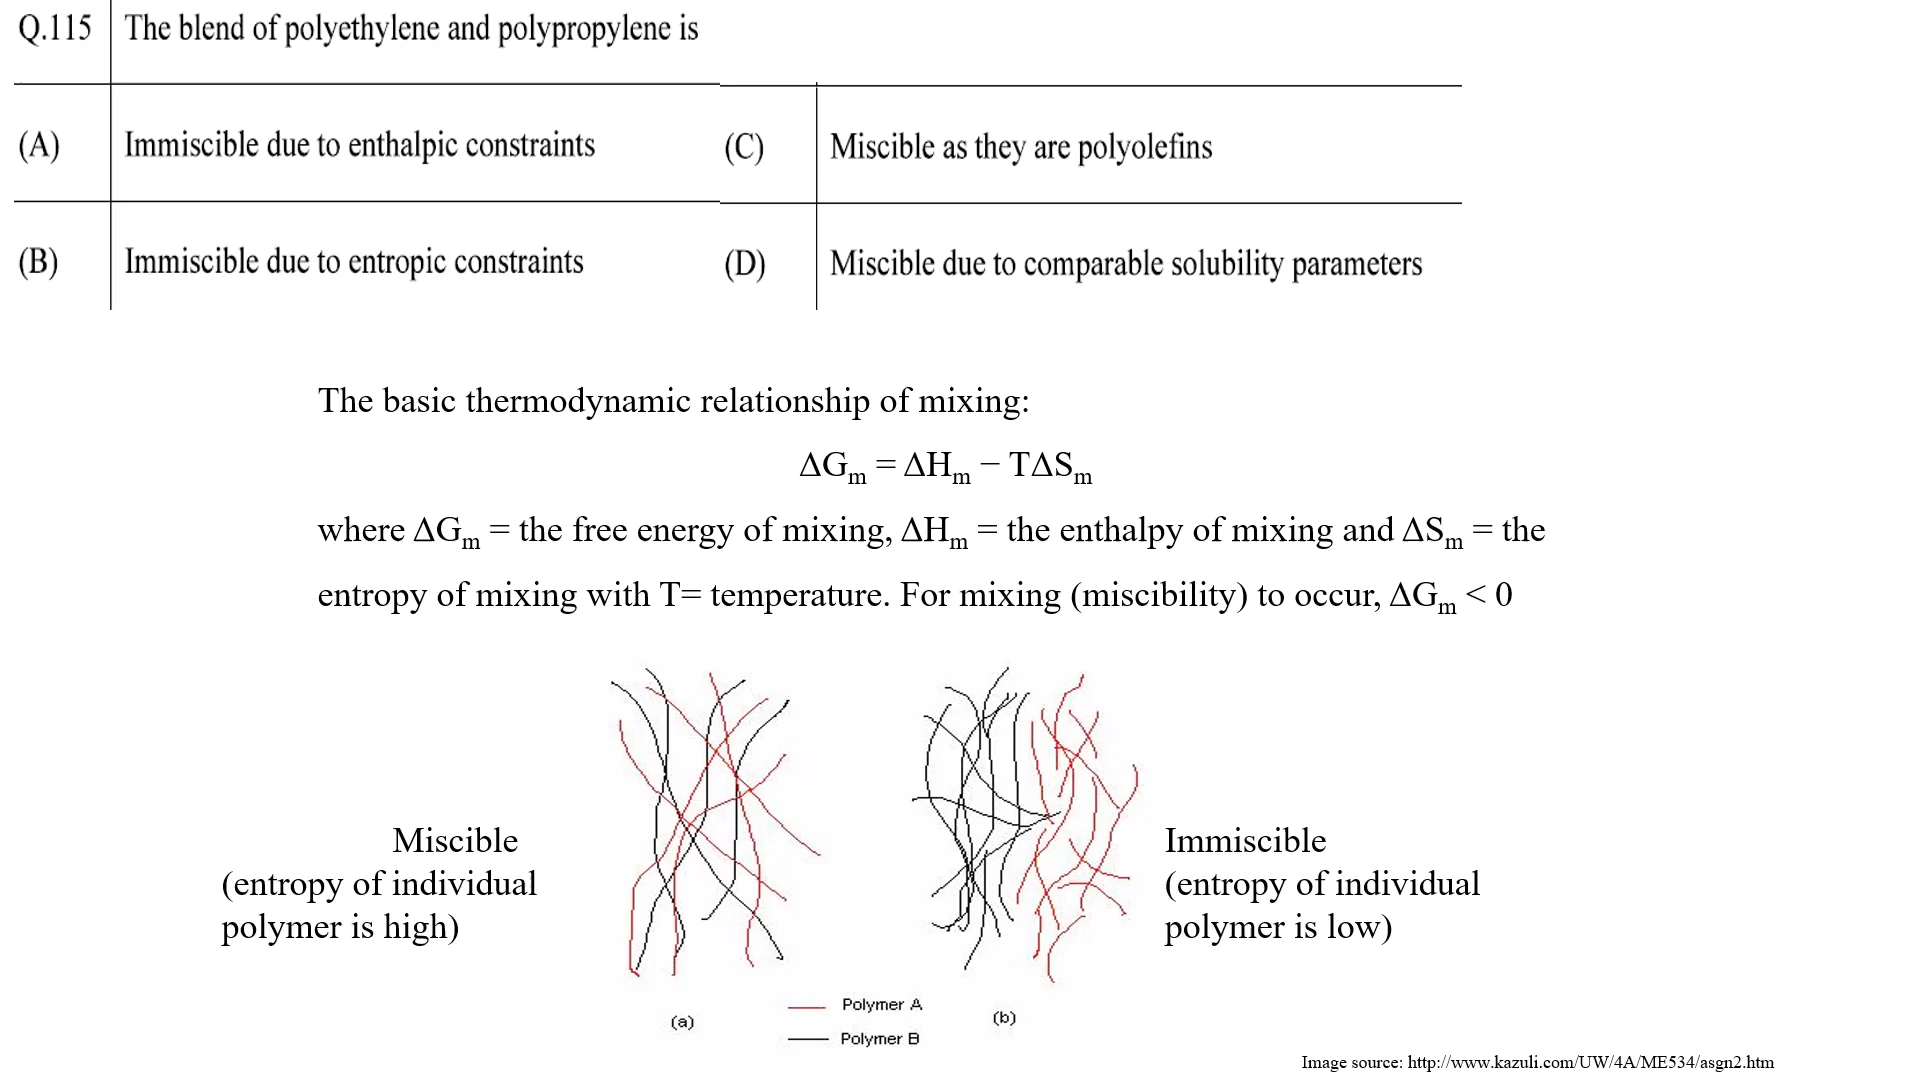 Q.115 The blend of polyethylene and polypropylene is
(A) Immiscible due to enthalpic constraints (C) Miscible as they are polyolefins
(B) Immiscible due to entropic constraints (D) Miscible due to comparable solubility parameters
The basic thermodynamic relationship of mixing:
ΔGm = ΔHm − TΔSm
where ΔGm = the free energy of mixing, ΔHm = the enthalpy of mixing and ΔSm = the
entropy of mixing with T= temperature. For mixing (miscibility) to occur, ΔGm < 0
Miscible
(entropy of individual
polymer is high)
Immiscible
(entropy of individual
polymer is low)
(a)
Polymer A
Polymer B
(b)
Image source: http://www.kazuli.com/UW/4A/ME534/asgn2.htm